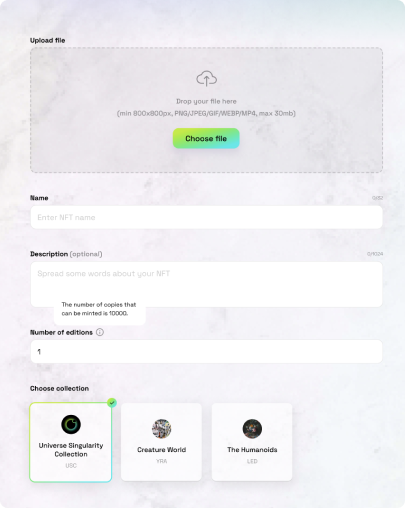 Upload file
Drop your file here
(min 800x800px, PNG/JPEG/GIF/WEBP/MP4, max 30mb)
Choose file
Name
0/32
Enter NFT name
Description (optional)
0/1024
Spread some words about your NFT
The number of copies that
can be minted is 10000.
Number of editions
1
Choose collection
Universe Singularity
Collection
USC
Creature World
YRA
The Humanoids
LED